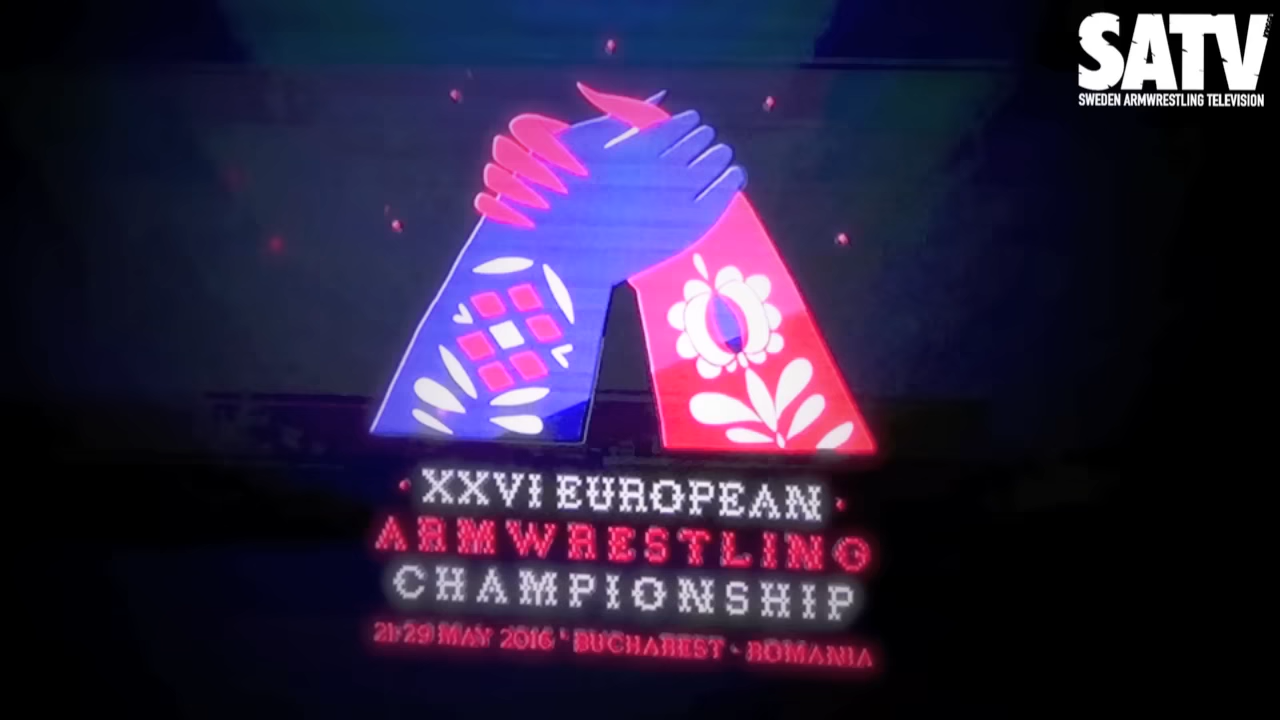 SATV
SWEDEN ARMWRESTLING TELEVISION
XXVI EUROPEAN
ARMWRESTLING
CHAMPIONSHIP
21-29 MAY 2016 • BUCHAREST • ROMANIA